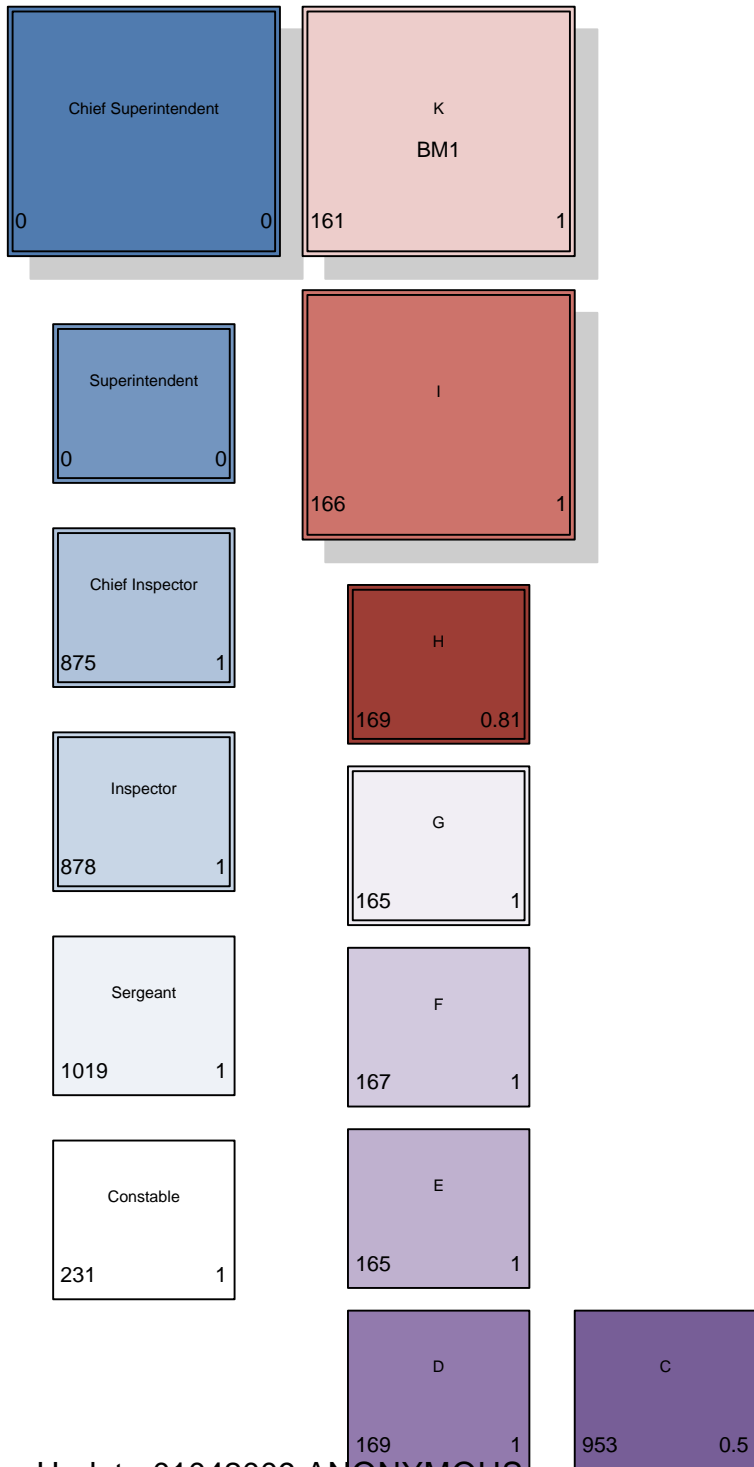 Chief Superintendent
0 0
K
BM1
161 1
Superintendent
0 0
I
166 1
Chief Inspector
875 1
H
169 0.81
Inspector
878 1
G
165 1
Sergeant
1019 1
F
167 1
Constable
231 1
E
165 1
D
169 1
C
953 0.5
ANONYMOUS